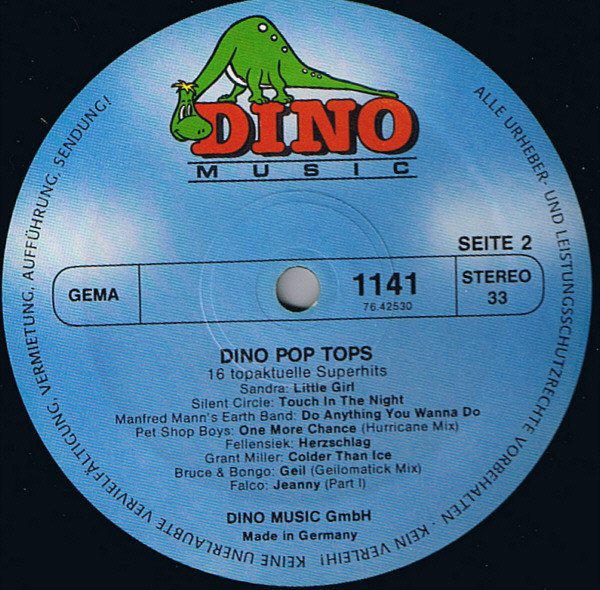 DINO
MUSIC
SEITE 2
GEMA
1141
76.42530
STEREO
33
DINO POP TOPS
16 topaktuelle Superhits
Sandra: Little Girl
Silent Circle: Touch In The Night
Manfred Mann's Earth Band: Do Anything You Wanna Do
Pet Shop Boys: One More Chance (Hurricane Mix)
Fellensiek: Herzschlag
Grant Miller: Colder Than Ice
Bruce & Bongo: Geil (Geilomatick Mix)
Falco: Jeanny (Part I)
DINO MUSIC GmbH
Made in Germany
ALLE URHEBER- UND LEISTUNGSSCHUTZRECHTE VORBEHALTEN · KEIN VERLEIH! KEINE UNERLAUBTE VERVIELFÄLTIGUNG, VERMIETUNG, AUFFÜHRUNG, SENDUNG!